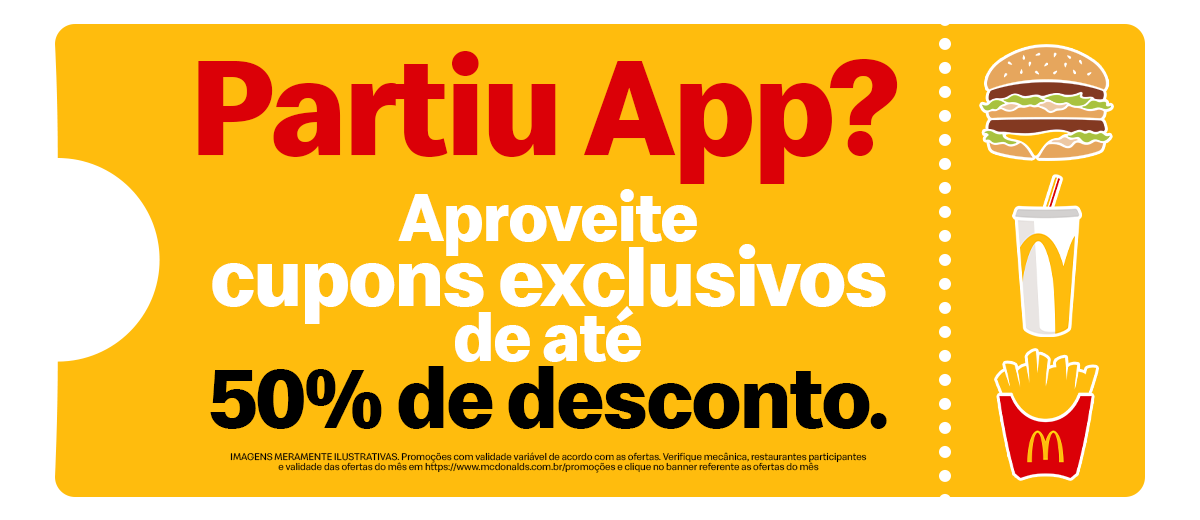 Partiu App?
Aproveite
cupons exclusivos
de até
50% de desconto.
IMAGENS MERAMENTE ILUSTRATIVAS. Promoções com validade variável de acordo com as ofertas. Verifique mecânica, restaurantes participantes
e validade das ofertas do mês em https://www.mcdonalds.com.br/promoções e clique no banner referente as ofertas do mês